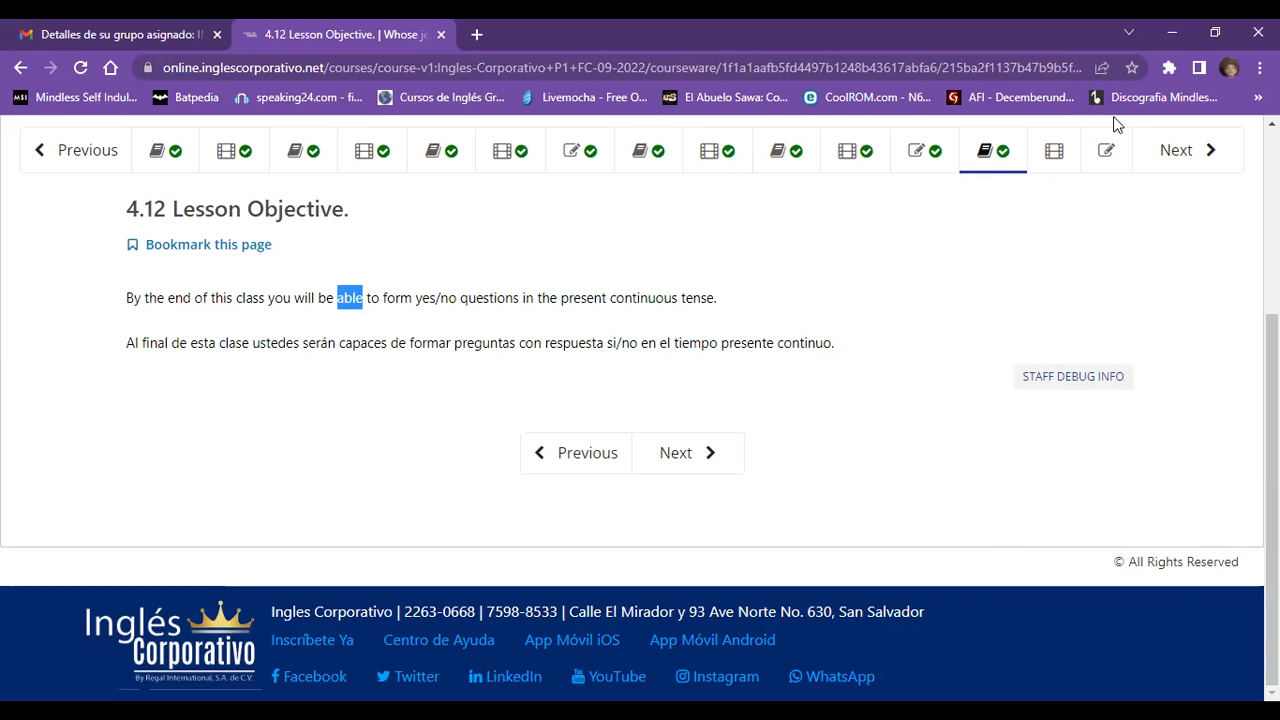 Detalles de su grupo asignado: I
4.12 Lesson Objective. | Whose je
online.inglescorporativo.net/courses/course-v1:Ingles-Corporativo+P1+FC-09-2022/courseware/1f1a1aafb5fd4497b1248b43617abfa6/215ba2f1137b47b9b5f...
Mindless Self Indul... Batpedia speaking24.com - fi... Cursos de Inglés Gr... Livemocha - Free O... El Abuelo Sawa: Co... CoolROM.com - N6... AFI - Decemberund... Discografia Mindles... »
Previous Next
4.12 Lesson Objective.
Bookmark this page
By the end of this class you will be able to form yes/no questions in the present continuous tense.
Al final de esta clase ustedes serán capaces de formar preguntas con respuesta si/no en el tiempo presente continuo.
STAFF DEBUG INFO
Previous Next
© All Rights Reserved
Inglés Corporativo
By Regal International, S.A. de C.V.
Ingles Corporativo | 2263-0668 | 7598-8533 | Calle El Mirador y 93 Ave Norte No. 630, San Salvador
Inscríbete Ya Centro de Ayuda App Móvil iOS App Móvil Android
Facebook Twitter LinkedIn YouTube Instagram WhatsApp